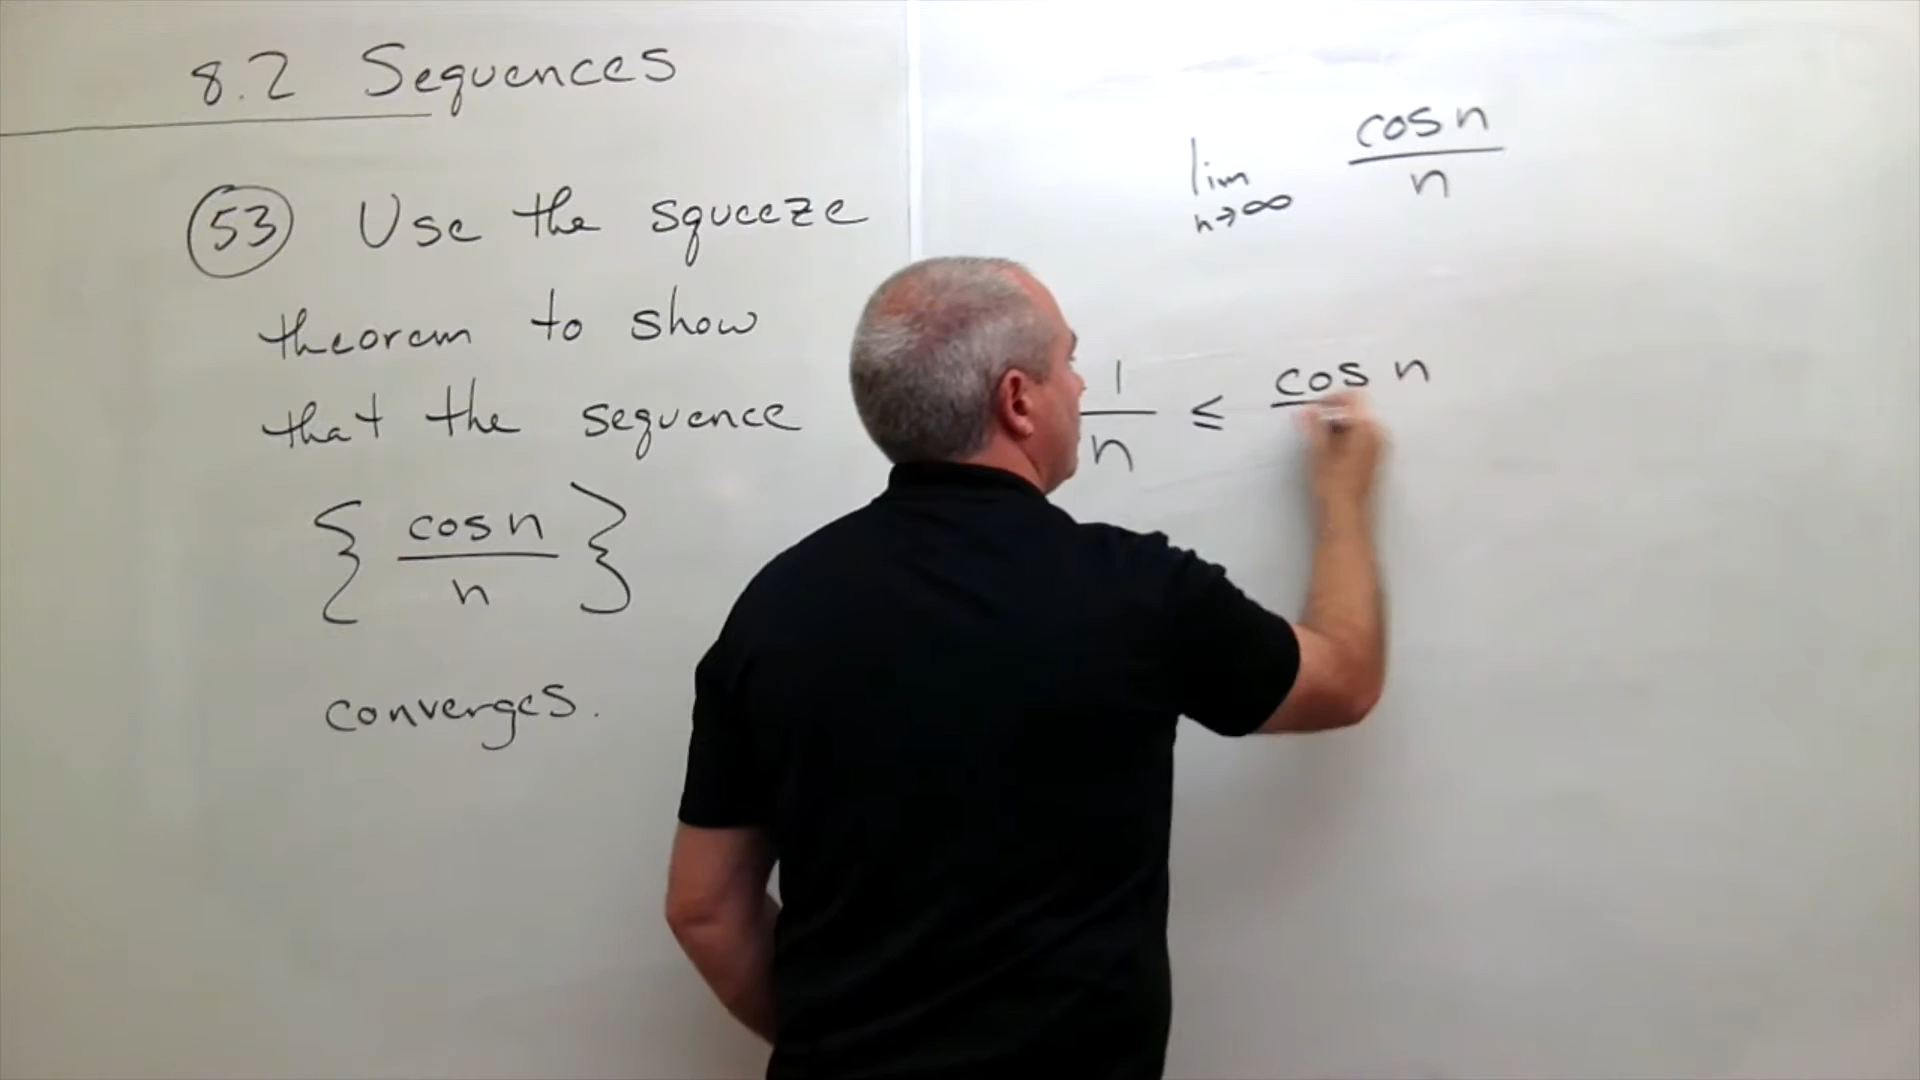 8.2 Sequences
53 Use the squeeze
theorem to show
that the sequence
{ cos n / n }
converges.
lim n→∞ cos n / n
1 / n ≤ cos n